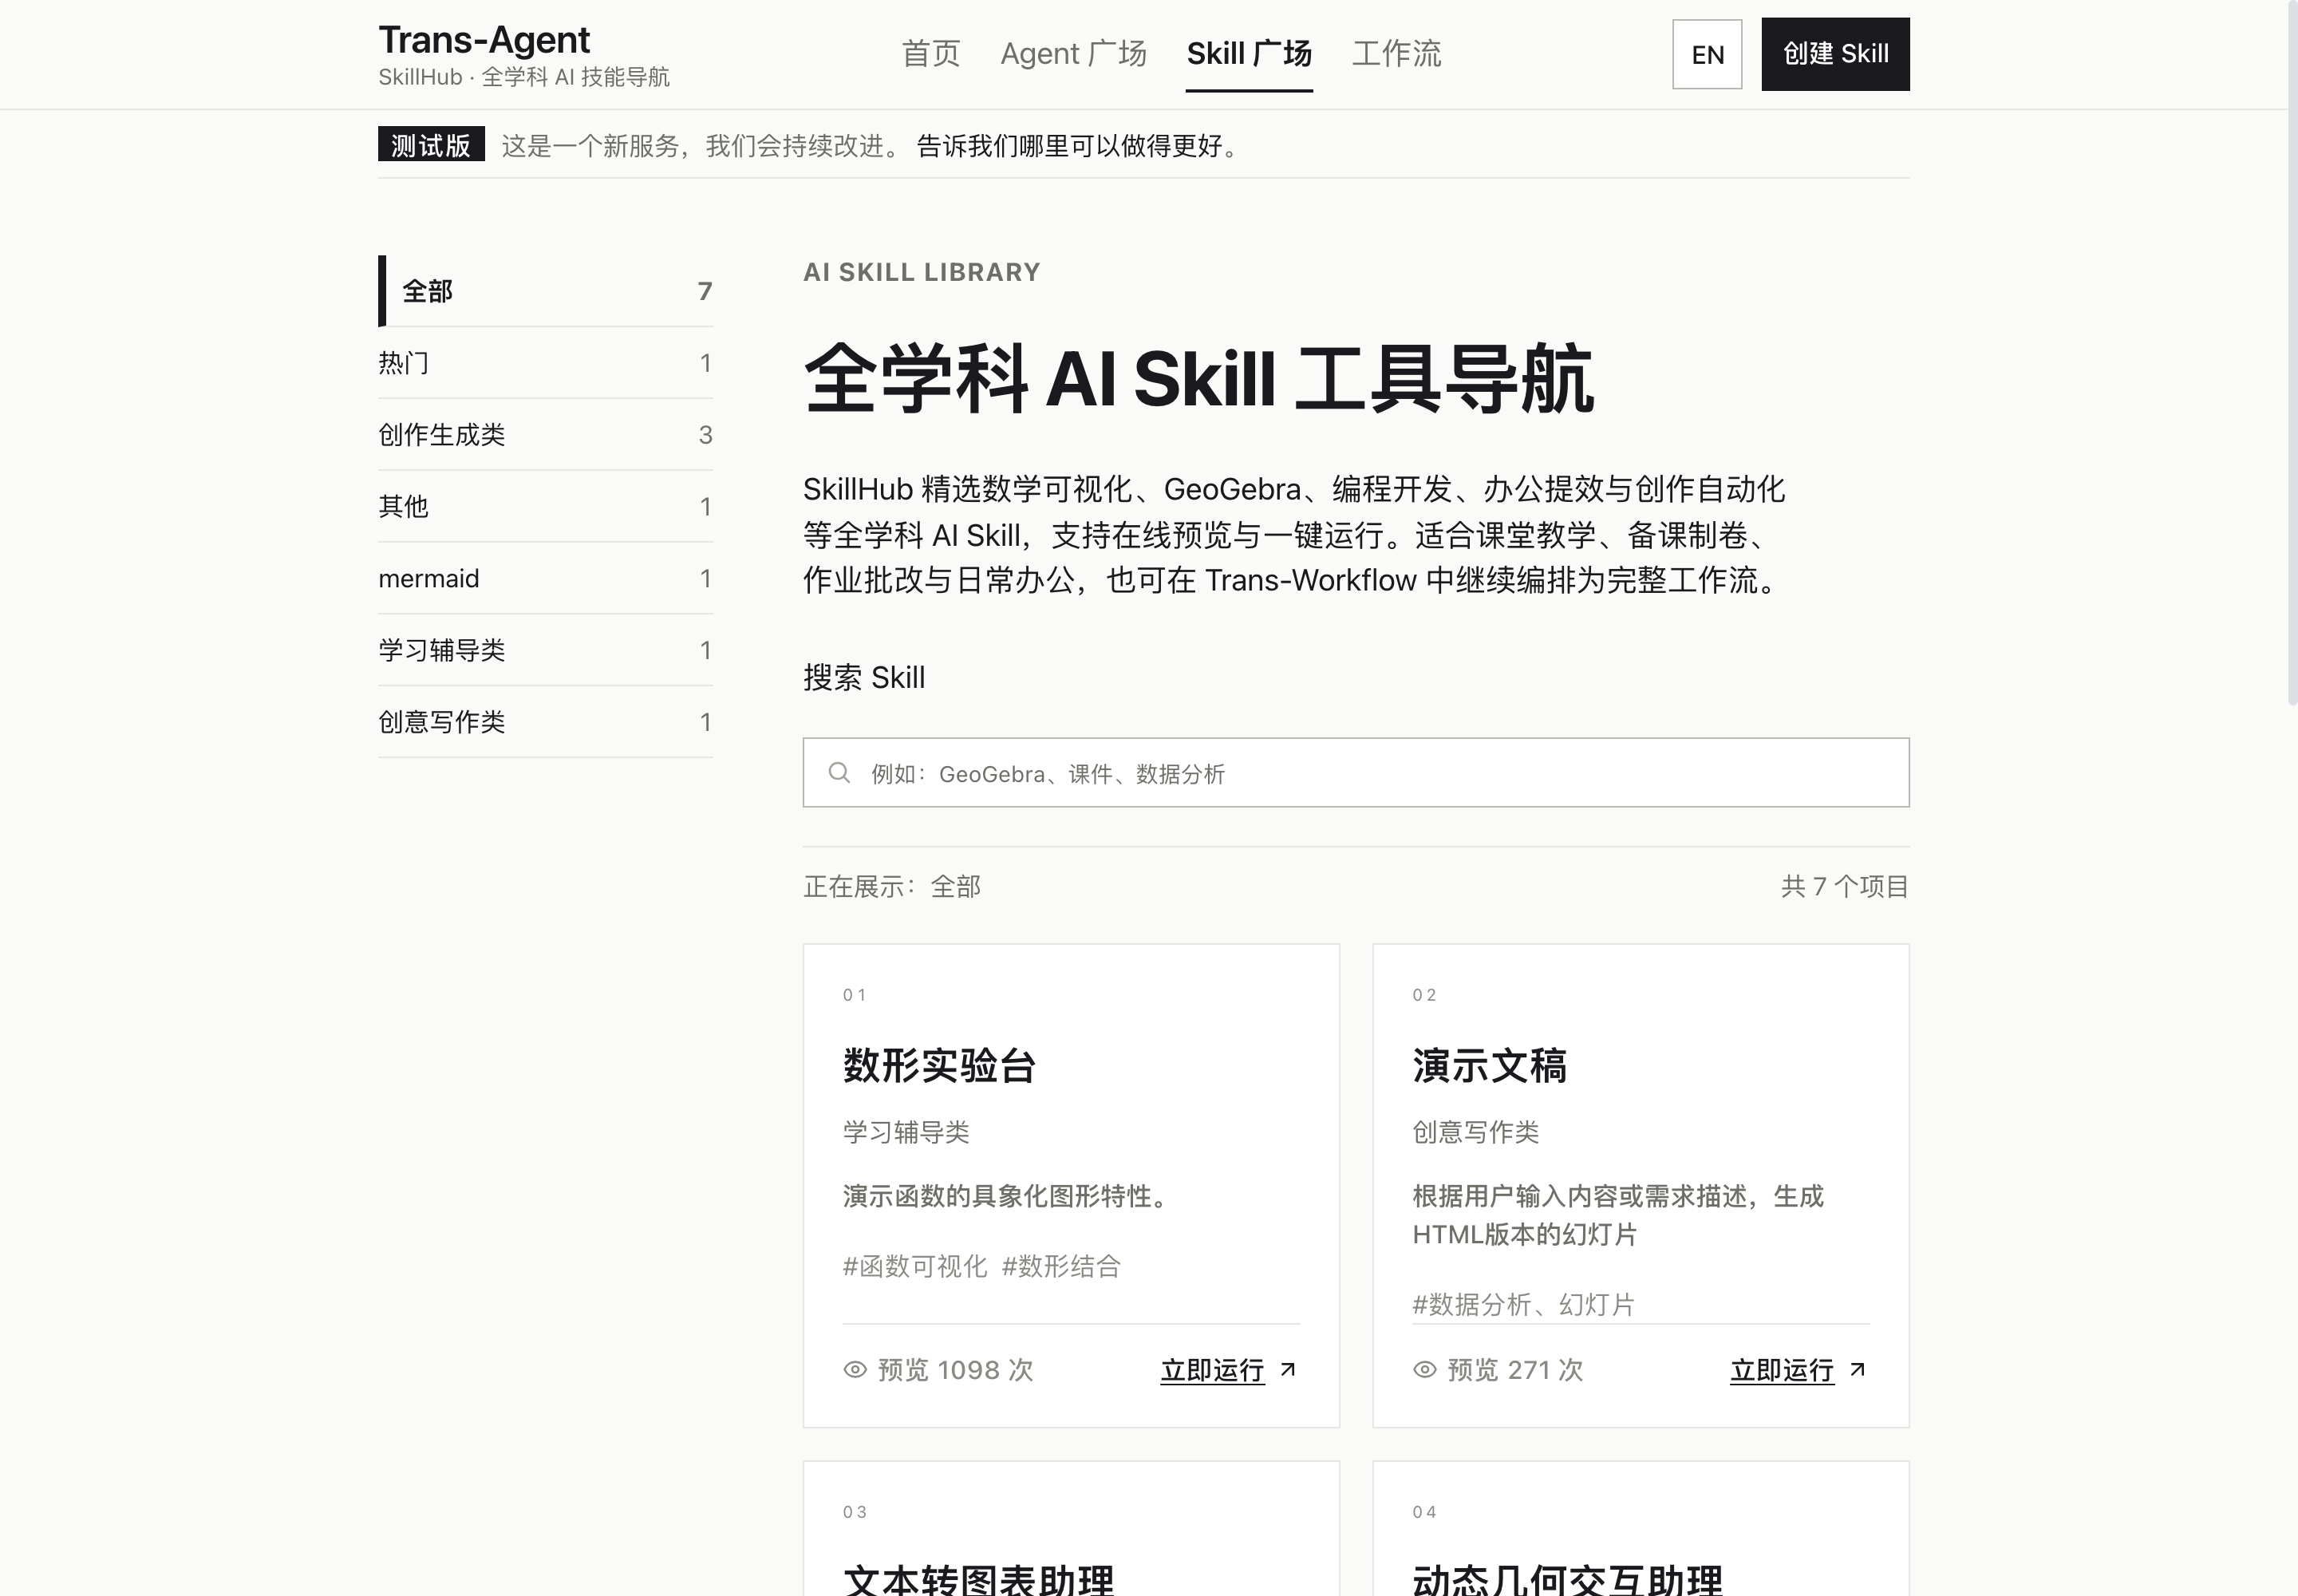 Trans-Agent
SkillHub · 全学科 AI 技能导航
首页
Agent 广场
Skill 广场
工作流
EN
创建 Skill
测试版
这是一个新服务，我们会持续改进。 告诉我们哪里可以做得更好。
全部 7
热门 1
创作生成类 3
其他 1
mermaid 1
学习辅导类 1
创意写作类 1
AI SKILL LIBRARY
全学科 AI Skill 工具导航
SkillHub 精选数学可视化、GeoGebra、编程开发、办公提效与创作自动化
等全学科 AI Skill，支持在线预览与一键运行。适合课堂教学、备课制卷、
作业批改与日常办公，也可在 Trans-Workflow 中继续编排为完整工作流。
搜索 Skill
例如：GeoGebra、课件、数据分析
正在展示：全部
共 7 个项目
01
数形实验台
学习辅导类
演示函数的具象化图形特性。
#函数可视化 #数形结合
预览 1098 次
立即运行
02
演示文稿
创意写作类
根据用户输入内容或需求描述，生成
HTML版本的幻灯片
#数据分析、幻灯片
预览 271 次
立即运行
03
文本转图表助理
04
动态几何交互助理